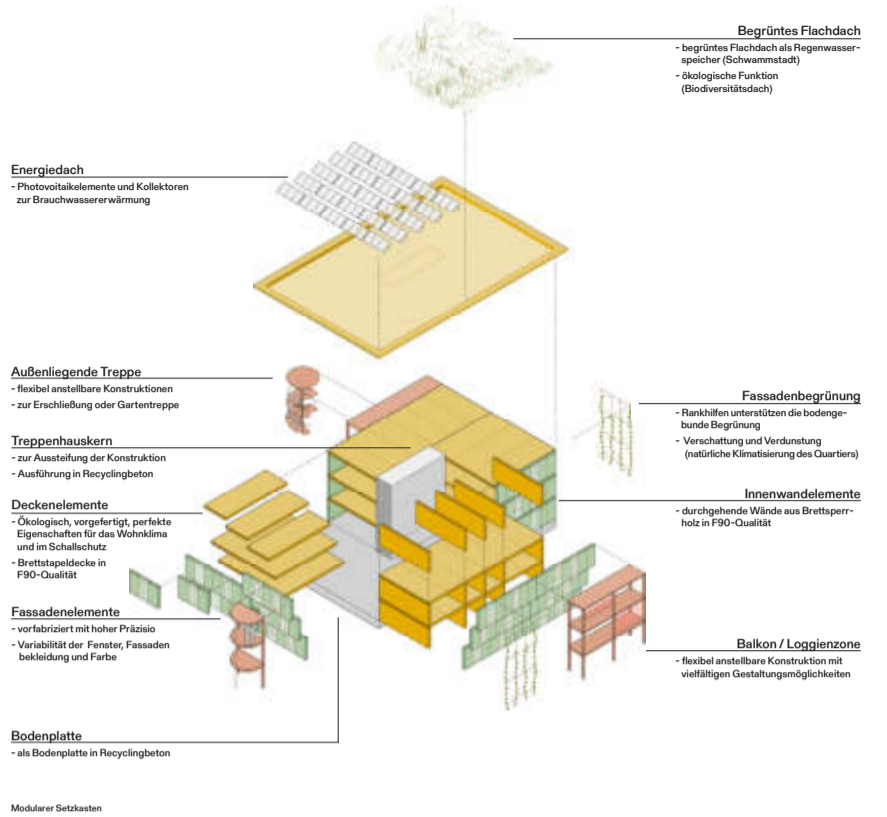 Begrüntes Flachdach
- begrüntes Flachdach als Regenwasser-
speicher (Schwammstadt)
- ökologische Funktion
(Biodiversitätsdach)
Energiedach
- Photovoitaikelemente und Kollektoren
zur Brauchwassererwärmung
Außenliegende Treppe
- flexibel anstellbare Konstruktionen
- zur Erschließung oder Gartentreppe
Treppenhauskern
- zur Aussteifung der Konstruktion
- Ausführung in Recyclingbeton
Deckenelemente
- Ökologisch, vorgefertigt, perfekte
Eigenschaften für das Wohnklima
und im Schallschutz
- Brettstapeldecke in
F90-Qualität
Fassadenelemente
- vorfabriziert mit hoher Präzisio
- Variabilität der Fenster, Fassaden
bekleidung und Farbe
Bodenplatte
- als Bodenplatte in Recyclingbeton
Fassadenbegrünung
- Rankhilfen unterstützen die bodenge-
bunde Begrünung
- Verschattung und Verdunstung
(natürliche Klimatisierung des Quartiers)
Innenwandelemente
- durchgehende Wände aus Brettsperr-
holz in F90-Qualität
Balkon / Loggienzone
- flexibel anstellbare Konstruktion mit
vielfältigen Gestaltungsmöglichkeiten
Modularer Setzkasten